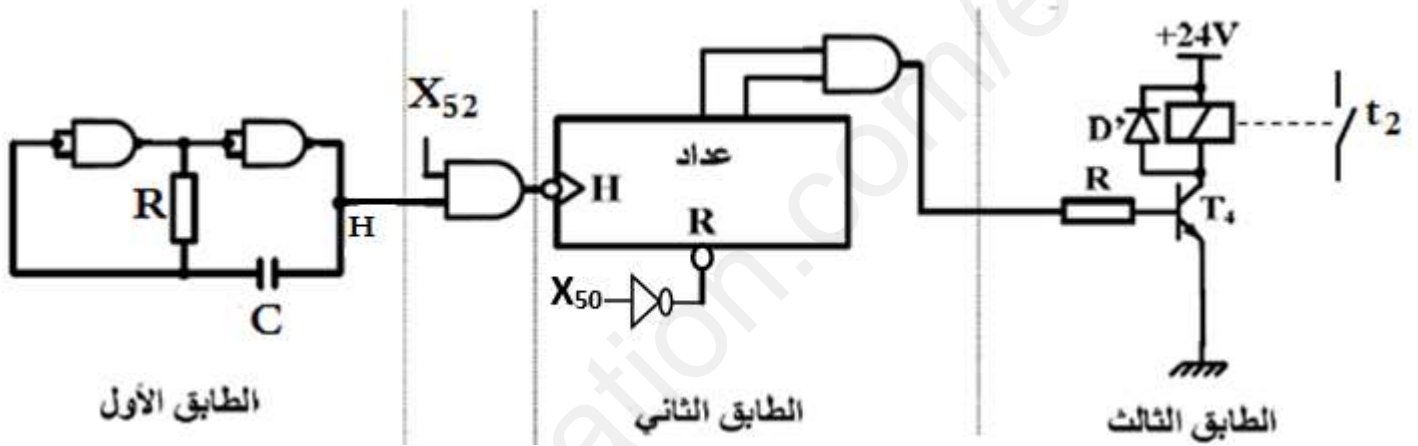 +24V
X52
D'
t2
عداد
R
H
R
H
R
T4
X50
C
الطابق الأول
الطابق الثاني
الطابق الثالث